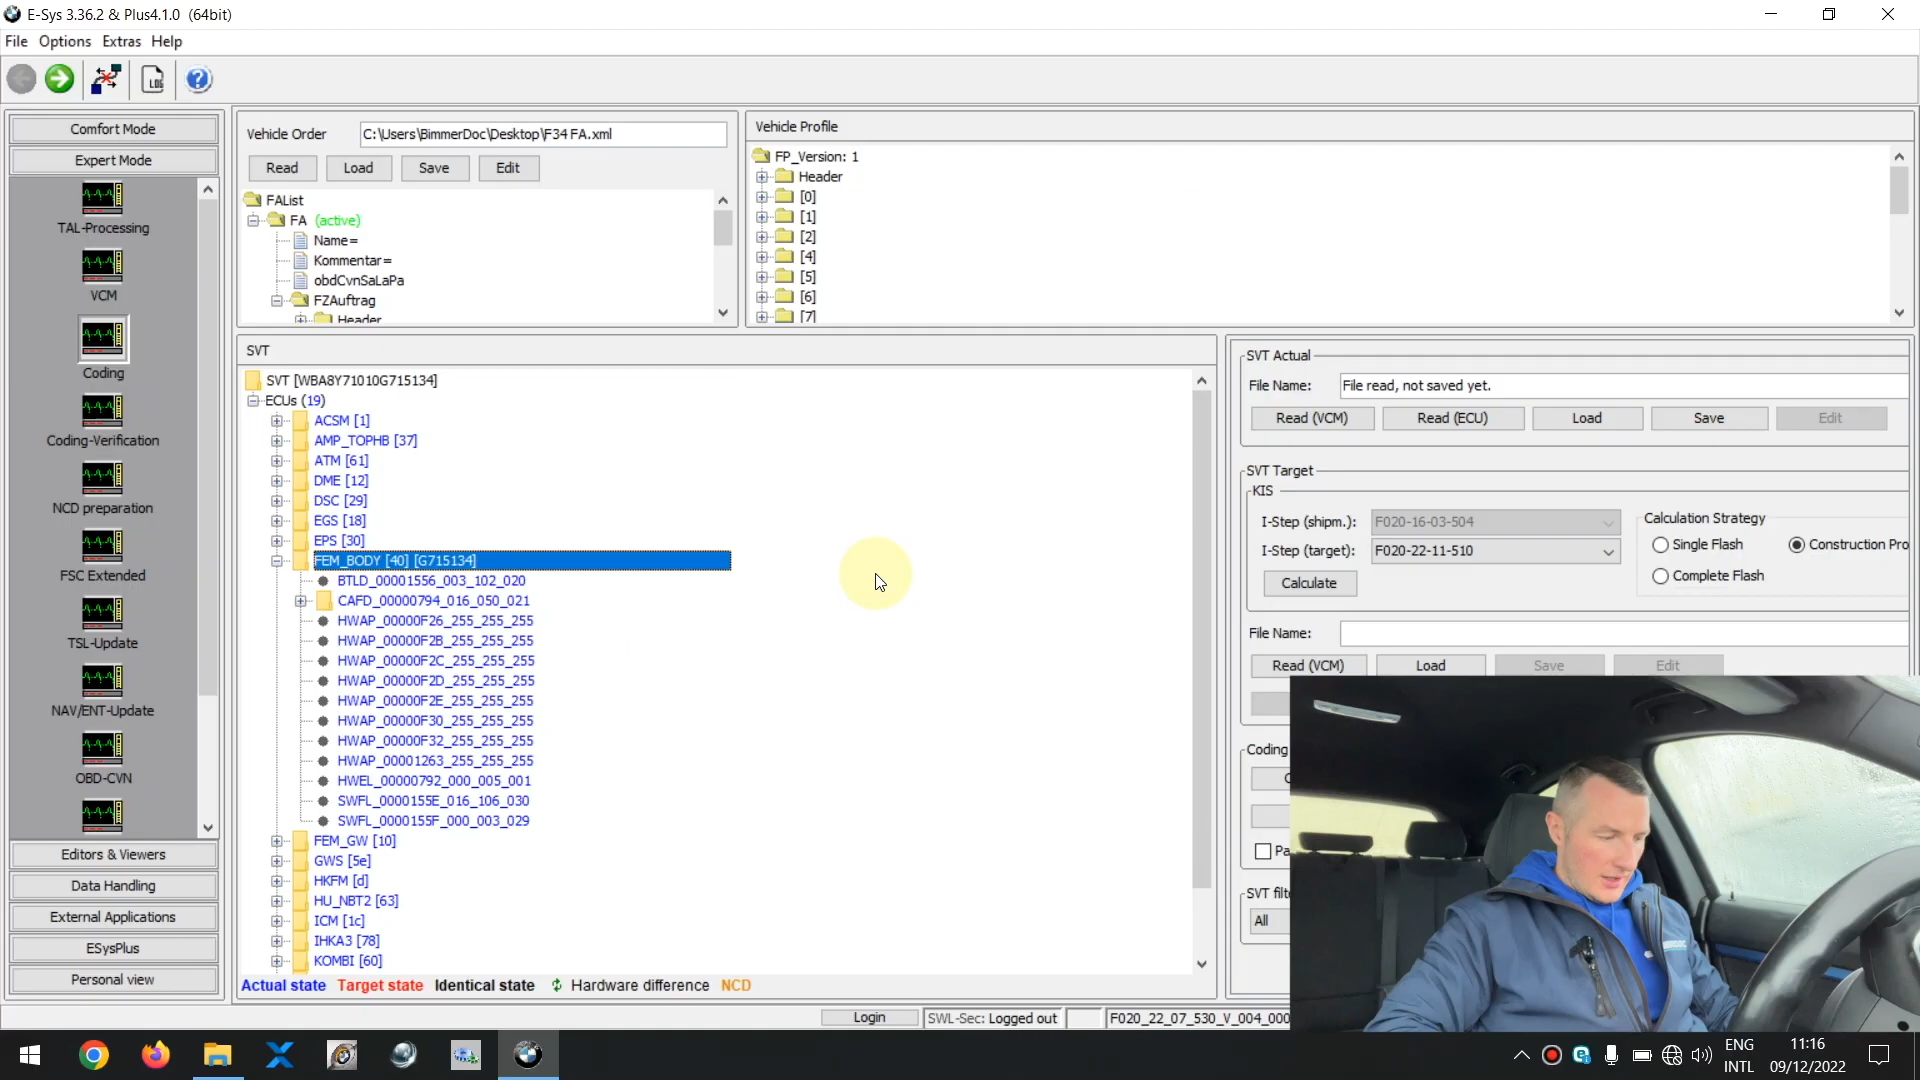 E-Sys 3.36.2 & Plus4.1.0 (64bit)
File Options Extras Help
LOG
Comfort Mode
Expert Mode
TAL-Processing
VCM
Coding
Coding-Verification
NCD preparation
FSC Extended
TSL-Update
NAV/ENT-Update
OBD-CVN
Editors & Viewers
Data Handling
External Applications
ESysPlus
Personal view
Vehicle Order C:\Users\BimmerDoc\Desktop\F34 FA.xml
Read Load Save Edit
FAList
FA (active)
Name=
Kommentar=
obdCvnSaLaPa
FZAuftrag
Header
Vehicle Profile
FP_Version: 1
Header
[0]
[1]
[2]
[4]
[5]
[6]
[7]
SVT
SVT [WBA8Y71010G715134]
ECUs (19)
ACSM [1]
AMP_TOPHB [37]
ATM [61]
DME [12]
DSC [29]
EGS [18]
EPS [30]
FEM_BODY [40] [G715134]
BTLD_00001556_003_102_020
CAFD_00000794_016_050_021
HWAP_00000F26_255_255_255
HWAP_00000F2B_255_255_255
HWAP_00000F2C_255_255_255
HWAP_00000F2D_255_255_255
HWAP_00000F2E_255_255_255
HWAP_00000F30_255_255_255
HWAP_00000F32_255_255_255
HWAP_00001263_255_255_255
HWEL_00000792_000_005_001
SWFL_0000155E_016_106_030
SWFL_0000155F_000_003_029
FEM_GW [10]
GWS [5e]
HKFM [d]
HU_NBT2 [63]
ICM [1c]
IHKA3 [78]
KOMBI [60]
Actual state Target state Identical state Hardware difference NCD
SVT Actual
File Name: File read, not saved yet.
Read (VCM) Read (ECU) Load Save Edit
SVT Target
KIS
I-Step (shipm.): F020-16-03-504
I-Step (target): F020-22-11-510
Calculate
Calculation Strategy
Single Flash Construction Pro
Complete Flash
File Name:
Read (VCM) Load Save Edit
Coding
C
Pa
SVT filt
All
Login SWL-Sec: Logged out F020_22_07_530_V_004_000
ENG
INTL
11:16
09/12/2022